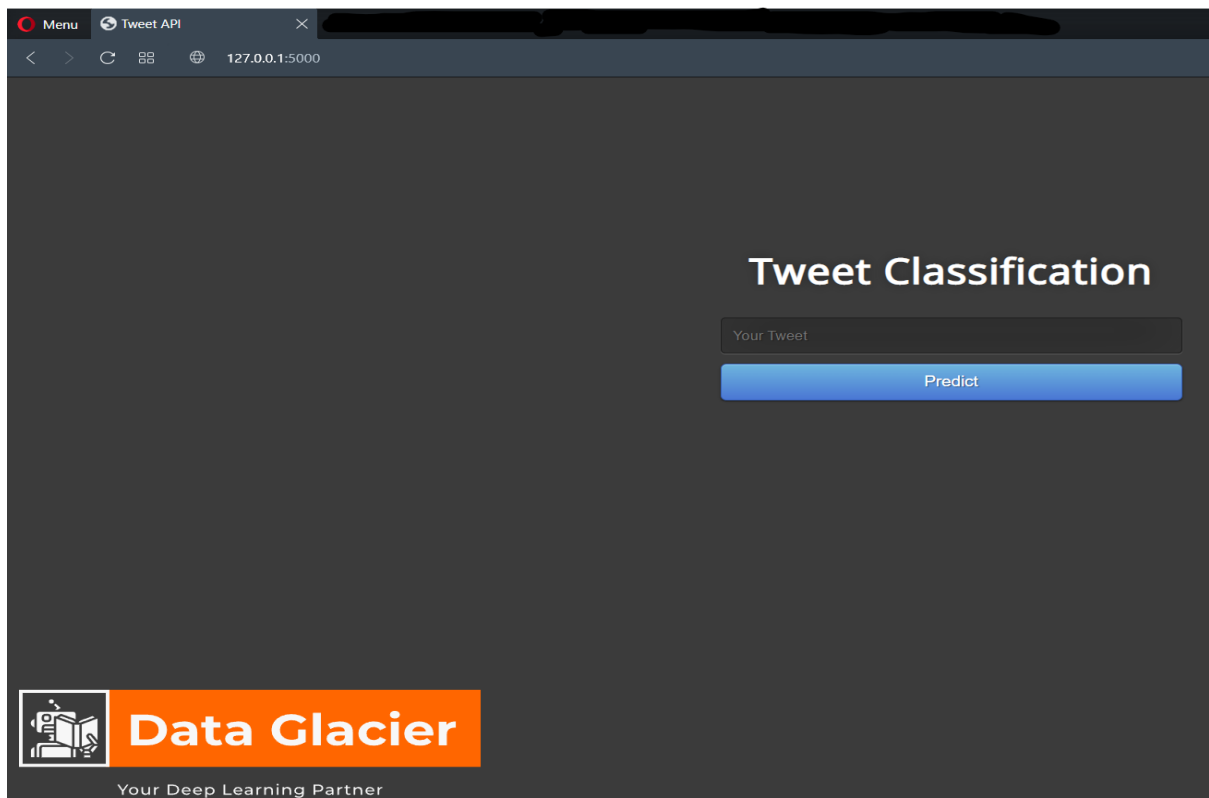 Menu
Tweet API
127.0.0.1:5000
Tweet Classification
Your Tweet
Predict
Data Glacier
Your Deep Learning Partner